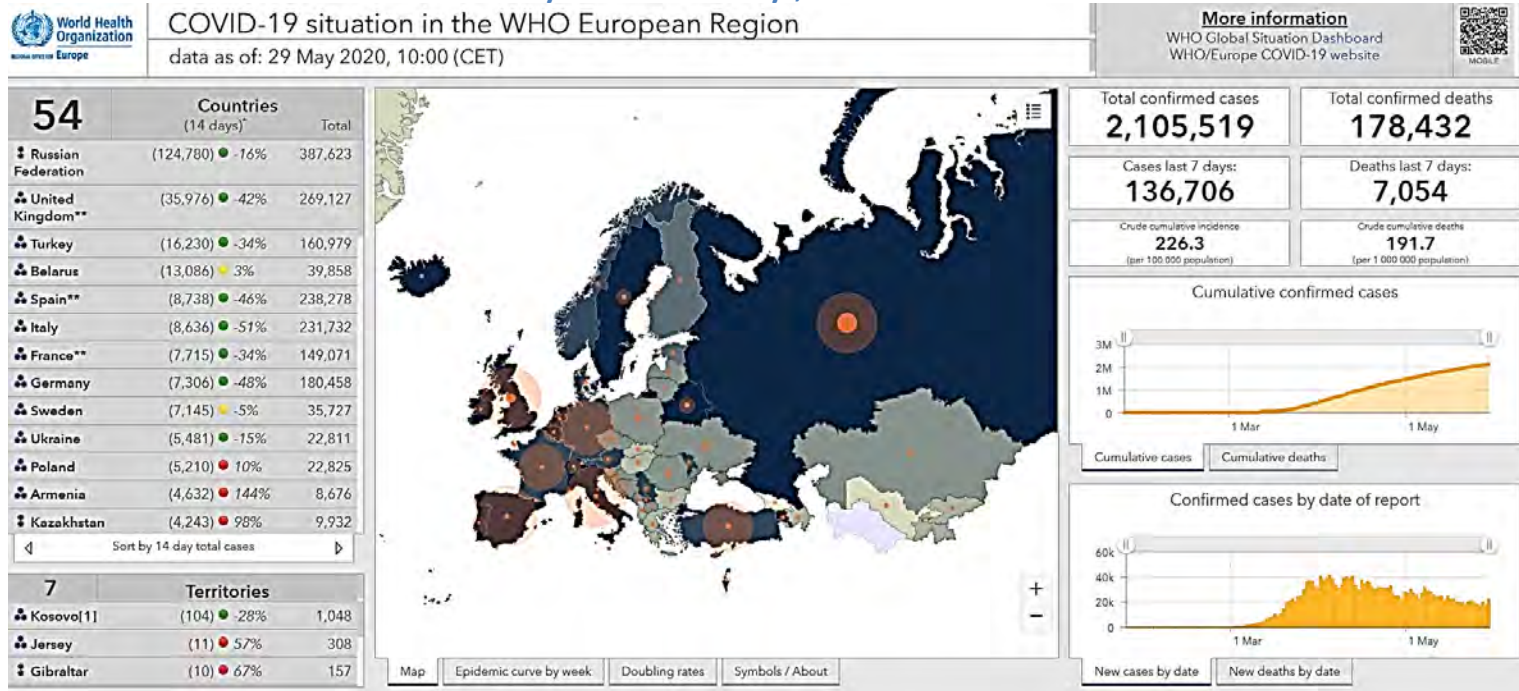 World Health
Organization
Europe
COVID-19 situation in the WHO European Region
data as of: 29 May 2020, 10:00 (CET)
More information
WHO Global Situation Dashboard
WHO/Europe COVID-19 website
MOBILE
54 Countries
(14 days)* Total
Russian Federation (124,780) -16% 387,623
United Kingdom** (35,976) -42% 269,127
Turkey (16,230) -34% 160,979
Belarus (13,086) 3% 39,858
Spain** (8,738) -46% 238,278
Italy (8,636) -51% 231,732
France** (7,715) -34% 149,071
Germany (7,306) -48% 180,458
Sweden (7,145) -5% 35,727
Ukraine (5,481) -15% 22,811
Poland (5,210) 10% 22,825
Armenia (4,632) 144% 8,676
Kazakhstan (4,243) 98% 9,932
Sort by 14 day total cases
7 Territories
Kosovo[1] (104) -28% 1,048
Jersey (11) 57% 308
Gibraltar (10) 67% 157
+
−
Map Epidemic curve by week Doubling rates Symbols / About
Total confirmed cases
2,105,519
Total confirmed deaths
178,432
Cases last 7 days:
136,706
Deaths last 7 days:
7,054
Crude cumulative incidence
226.3
(per 100 000 population)
Crude cumulative deaths
191.7
(per 1 000 000 population)
Cumulative confirmed cases
3M
2M
1M
0
1 Mar 1 May
Cumulative cases Cumulative deaths
Confirmed cases by date of report
60k
40k
20k
0
1 Mar 1 May
New cases by date New deaths by date